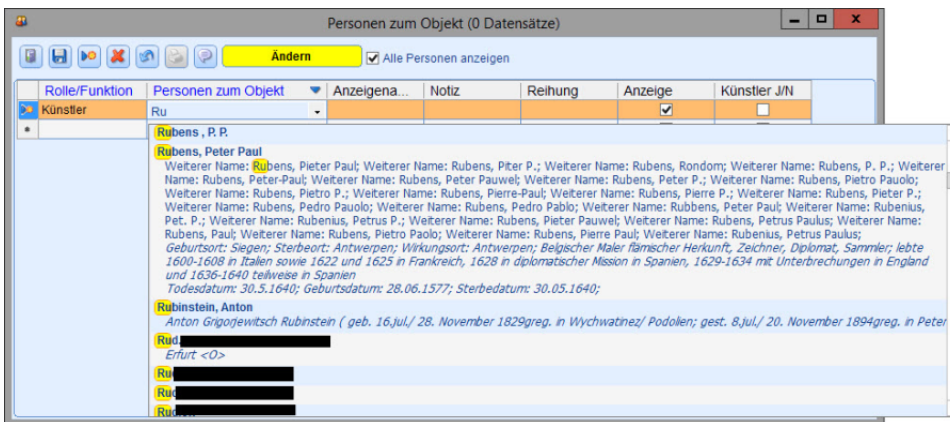 Personen zum Objekt (0 Datensätze)
Ändern
Alle Personen anzeigen
Rolle/Funktion Personen zum Objekt Anzeigena... Notiz Reihung Anzeige Künstler J/N
Künstler Ru
Rubens , P. P.
Rubens, Peter Paul
Weiterer Name: Rubens, Pieter Paul; Weiterer Name: Rubens, Piter P.; Weiterer Name: Rubens, Rondom; Weiterer Name: Rubens, P. P.; Weiterer
Name: Rubens, Peter-Paul; Weiterer Name: Rubens, Peter Pauwel; Weiterer Name: Rubens, Peter P.; Weiterer Name: Rubens, Pietro Pauolo;
Weiterer Name: Rubens, Pietro P.; Weiterer Name: Rubens, Pierre-Paul; Weiterer Name: Rubens, Pierre P.; Weiterer Name: Rubens, Pieter P.;
Weiterer Name: Rubens, Pedro Pauolo; Weiterer Name: Rubens, Pedro Pablo; Weiterer Name: Rubbens, Peter Paul; Weiterer Name: Rubenius,
Pet. P.; Weiterer Name: Rubenius, Petrus P.; Weiterer Name: Rubens, Pieter Pauwel; Weiterer Name: Rubens, Petrus Paulus; Weiterer Name:
Rubens, Paul; Weiterer Name: Rubens, Pietro Paolo; Weiterer Name: Rubens, Pierre Paul; Weiterer Name: Rubenius, Petrus Paulus;
Geburtsort: Siegen; Sterbeort: Antwerpen; Wirkungsort: Antwerpen; Belgischer Maler flämischer Herkunft, Zeichner, Diplomat, Sammler; lebte
1600-1608 in Italien sowie 1622 und 1625 in Frankreich, 1628 in diplomatischer Mission in Spanien, 1629-1634 mit Unterbrechungen in England
und 1636-1640 teilweise in Spanien
Todesdatum: 30.5.1640; Geburtsdatum: 28.06.1577; Sterbedatum: 30.05.1640;
Rubinstein, Anton
Anton Grigorjewitsch Rubinstein ( geb. 16.jul./ 28. November 1829greg. in Wychwatinez/ Podolien; gest. 8.jul./ 20. November 1894greg. in Peter
Rud.
Erfurt <O>